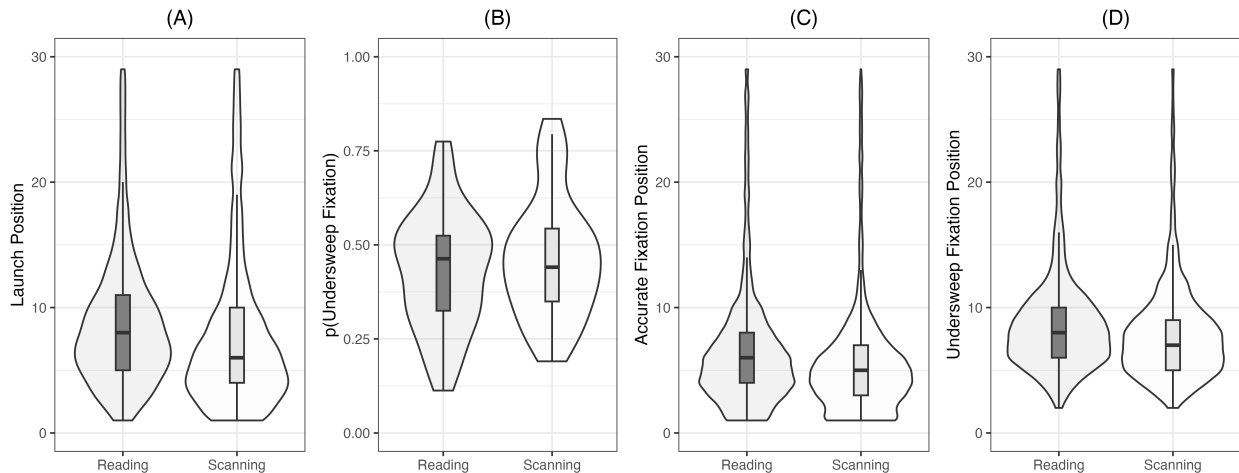 (A)
Launch Position
30
20
10
0
Reading Scanning
(B)
p(Undersweep Fixation)
1.00
0.75
0.50
0.25
0.00
Reading Scanning
(C)
Accurate Fixation Position
30
20
10
0
Reading Scanning
(D)
Undersweep Fixation Position
30
20
10
0
Reading Scanning